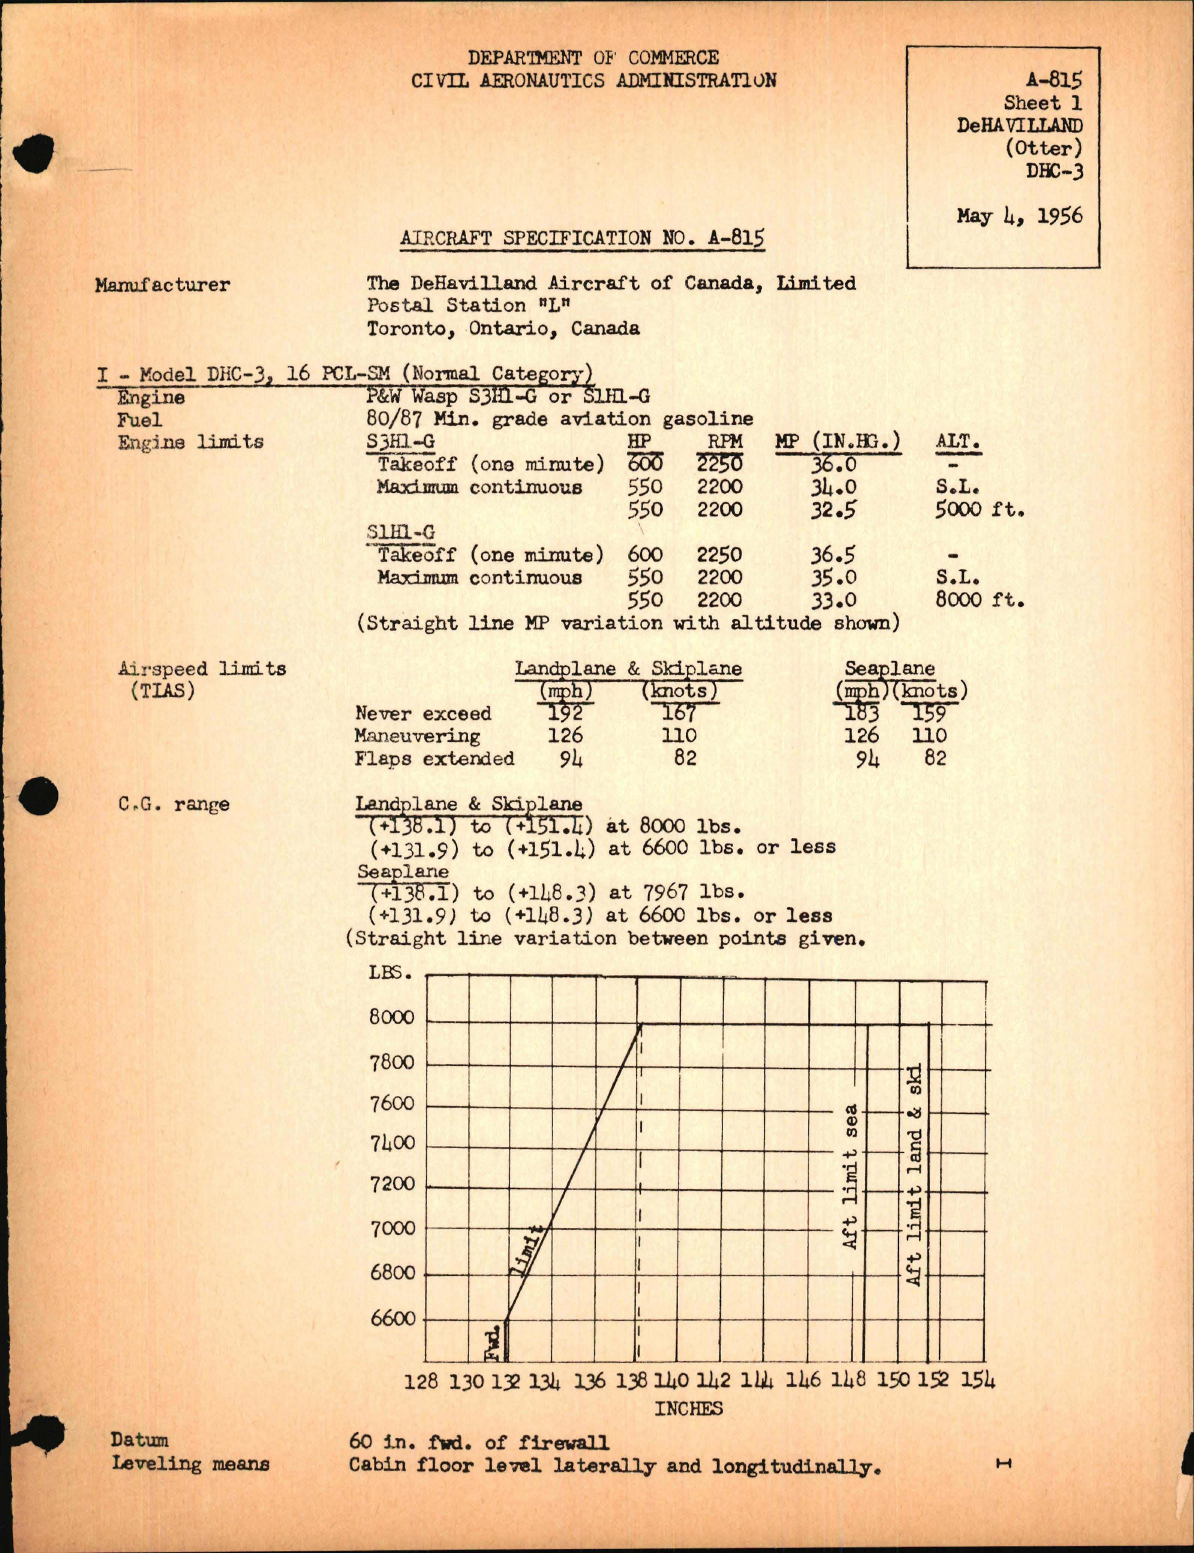 DEPARTMENT OF COMMERCE
CIVIL AERONAUTICS ADMINISTRATION
A-815
Sheet 1
DeHAVILLAND
(Otter)
DHC-3
May 4, 1956
AIRCRAFT SPECIFICATION NO. A-815
Manufacturer The DeHavilland Aircraft of Canada, Limited
Postal Station "L"
Toronto, Ontario, Canada
I - Model DHC-3, 16 PCL-SM (Normal Category)
Engine P&W Wasp S3H1-G or S1H1-G
Fuel 80/87 Min. grade aviation gasoline
Engine limits S3H1-G HP RPM MP (IN.HG.) ALT.
Takeoff (one minute) 600 2250 36.0 -
Maximum continuous 550 2200 34.0 S.L.
550 2200 32.5 5000 ft.
S1H1-G
Takeoff (one minute) 600 2250 36.5 -
Maximum continuous 550 2200 35.0 S.L.
550 2200 33.0 8000 ft.
(Straight line MP variation with altitude shown)
Airspeed limits Landplane & Skiplane Seaplane
(TIAS) (mph) (knots) (mph) (knots)
Never exceed 192 167 183 159
Maneuvering 126 110 126 110
Flaps extended 94 82 94 82
C.G. range Landplane & Skiplane
(+138.1) to (+151.4) at 8000 lbs.
(+131.9) to (+151.4) at 6600 lbs. or less
Seaplane
(+138.1) to (+148.3) at 7967 lbs.
(+131.9) to (+148.3) at 6600 lbs. or less
(Straight line variation between points given.
LBS.
8000
7800
7600
7400
7200
7000
6800
6600
Fwd. limit
Aft limit sea
Aft limit land & ski
128 130 132 134 136 138 140 142 144 146 148 150 152 154
INCHES
Datum 60 in. fwd. of firewall
Leveling means Cabin floor level laterally and longitudinally.
I